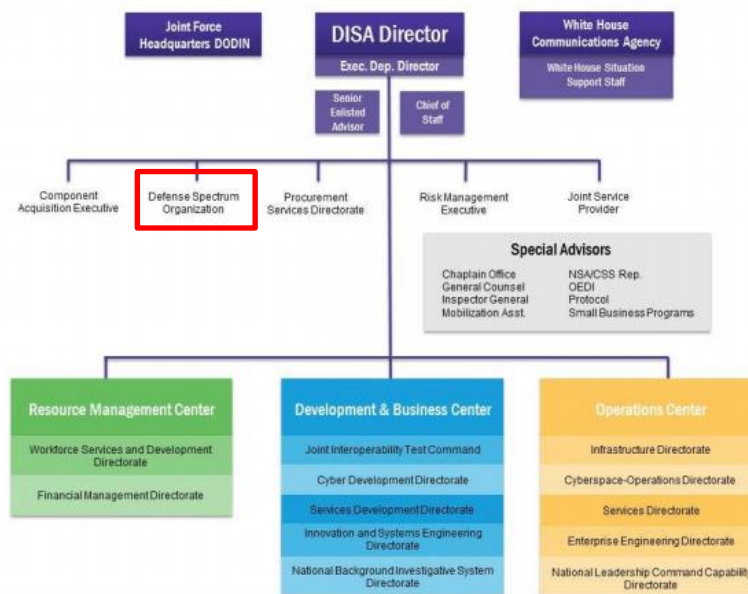 Joint Force
Headquarters DODIN
DISA Director
Exec. Dep. Director
White House
Communications Agency
White House Situation
Support Staff
Senior
Enlisted
Advisor
Chief of
Staff
Component
Acquisition Executive
Defense Spectrum
Organization
Procurement
Services Directorate
Risk Management
Executive
Joint Service
Provider
Special Advisors
Chaplain Office
General Counsel
Inspector General
Mobilization Asst.
NSA/CSS Rep.
OEDI
Protocol
Small Business Programs
Resource Management Center
Workforce Services and Development
Directorate
Financial Management Directorate
Development & Business Center
Joint Interoperability Test Command
Cyber Development Directorate
Services Development Directorate
Innovation and Systems Engineering
Directorate
National Background Investigative System
Directorate
Operations Center
Infrastructure Directorate
Cyberspace-Operations Directorate
Services Directorate
Enterprise Engineering Directorate
National Leadership Command Capability
Directorate